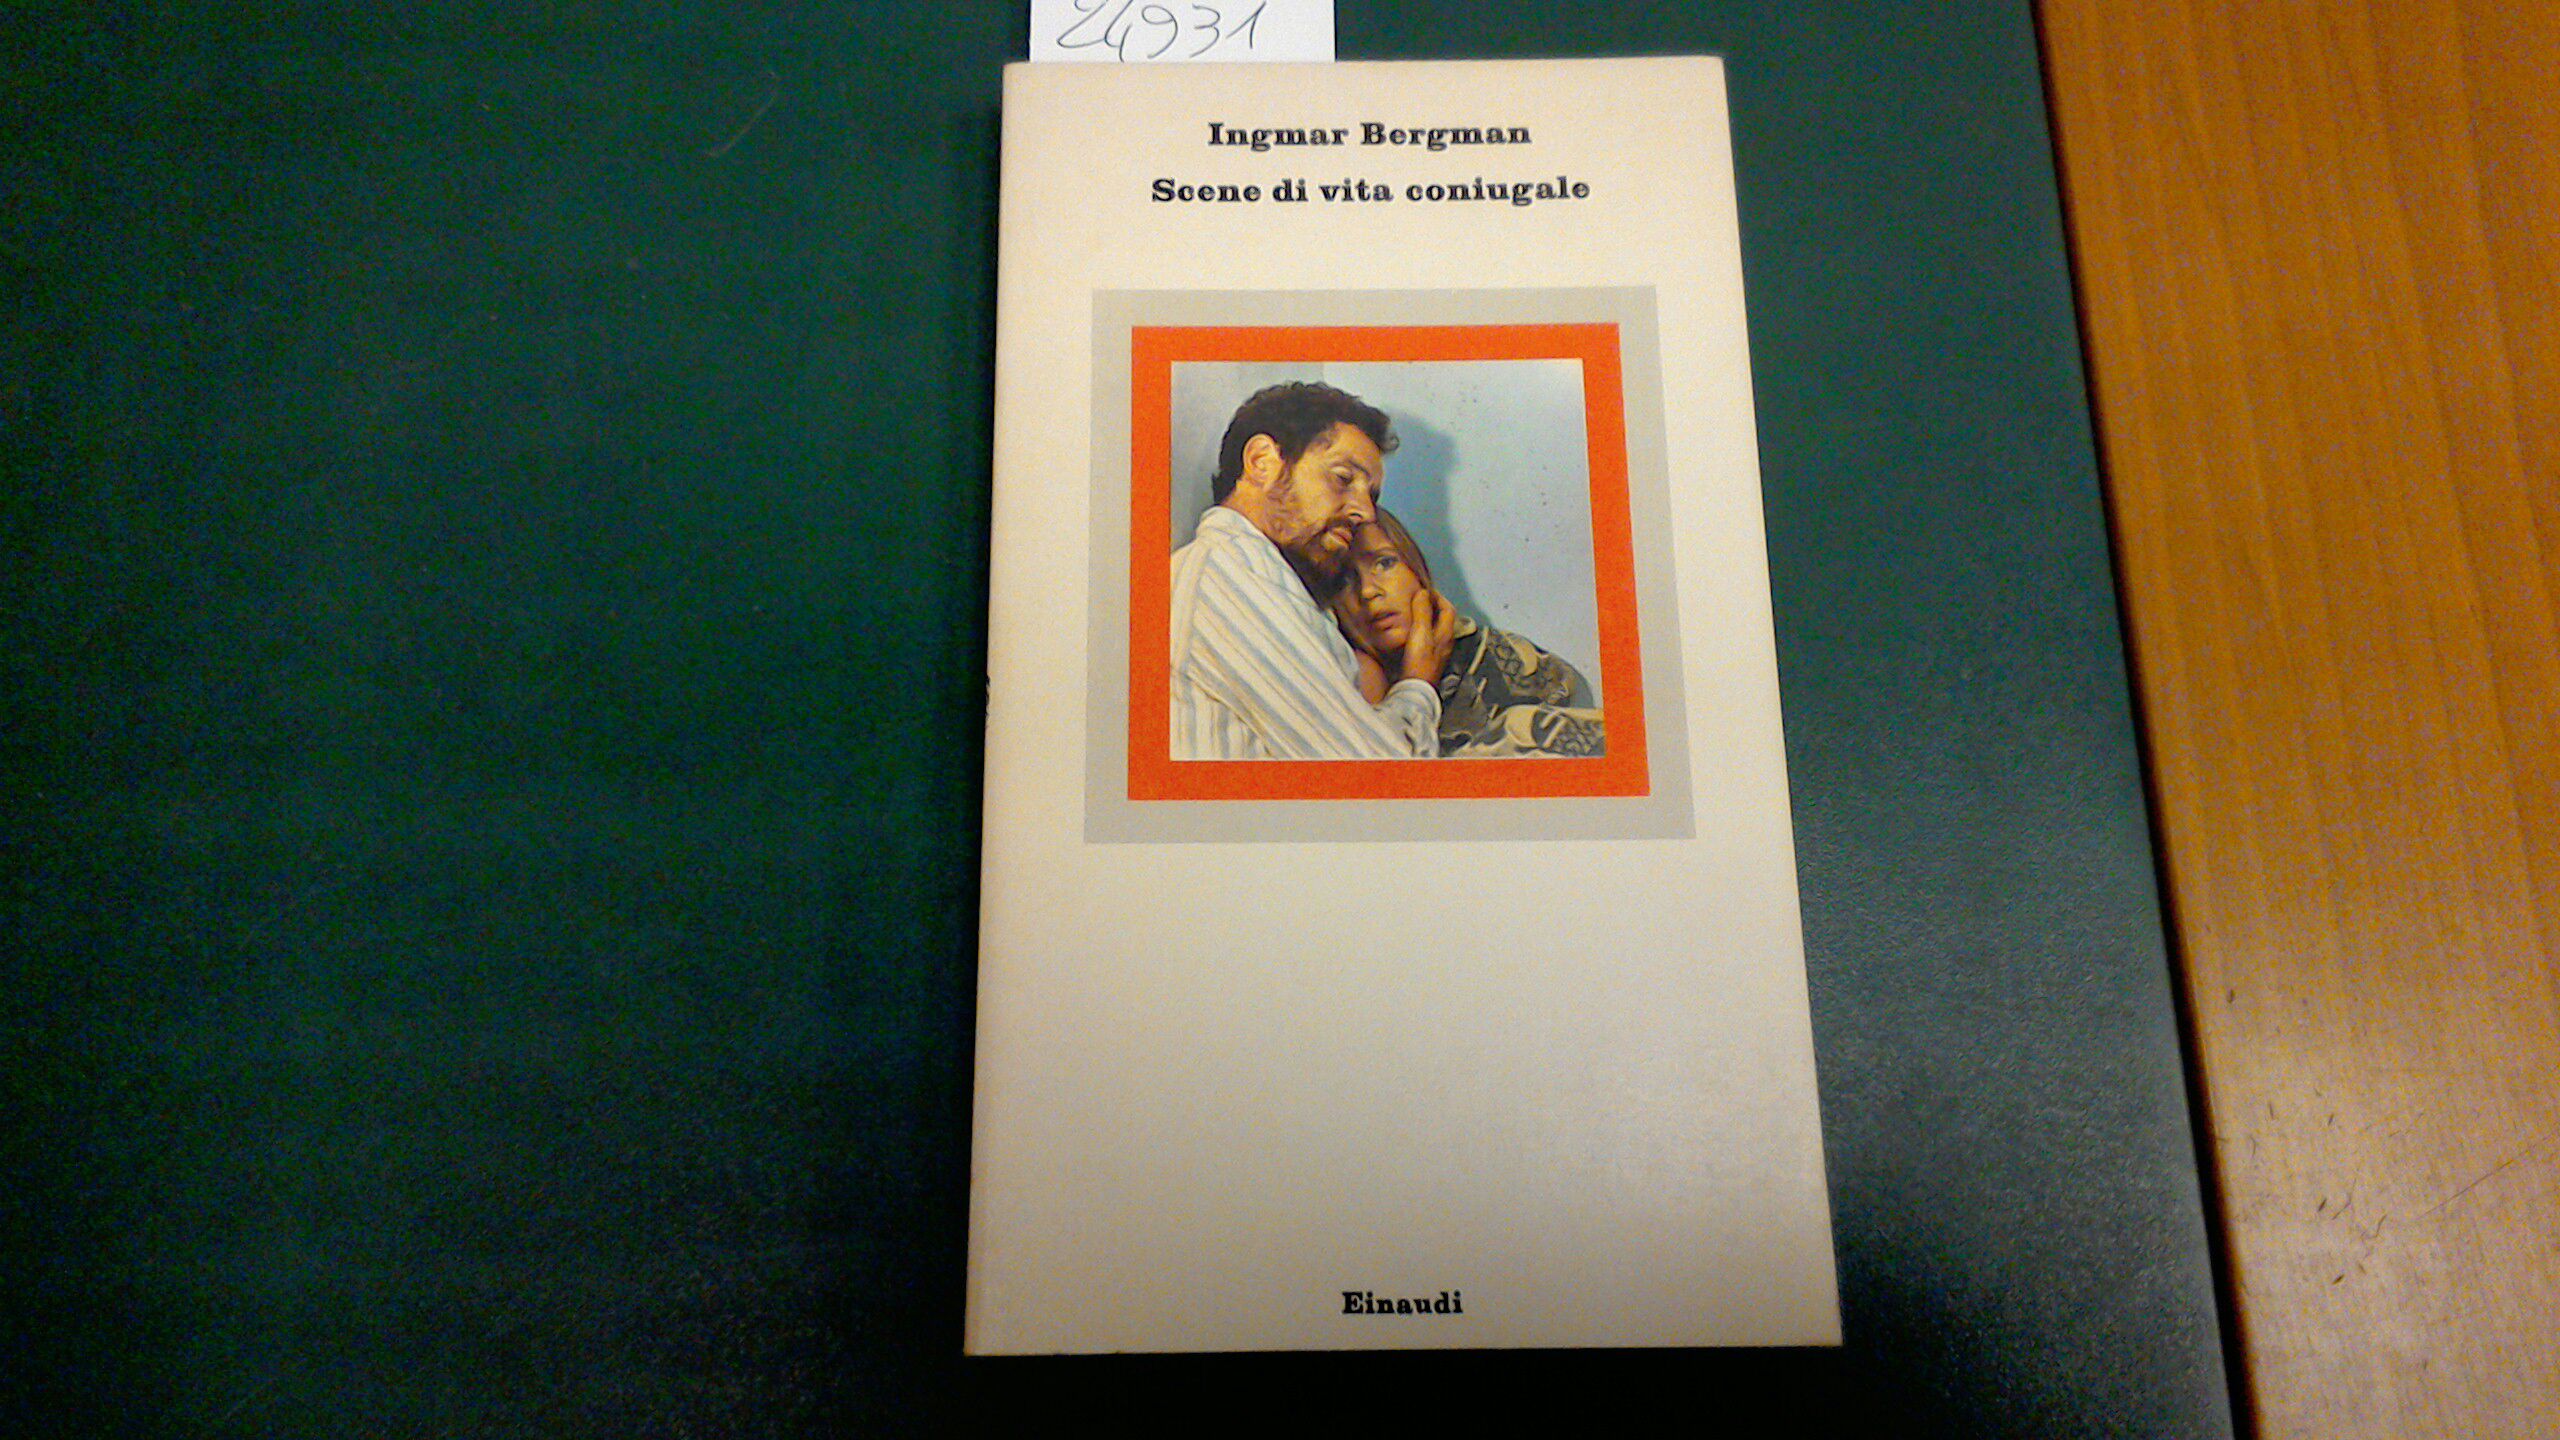 24931
Ingmar Bergman
Scene di vita coniugale
Einaudi